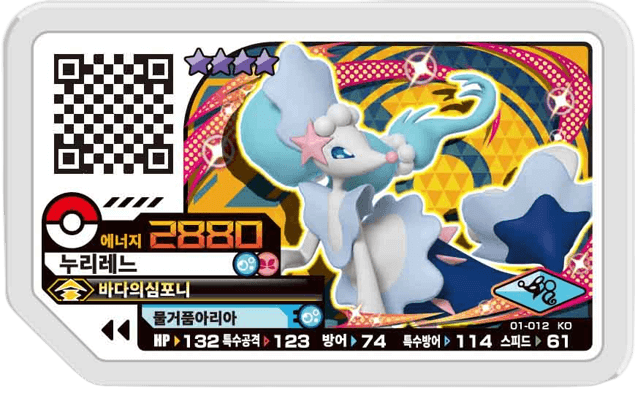 에너지 2880
누리레느
바다의심포니
물거품아리아
01-012 KO
HP 132 특수공격 123 방어 74 특수방어 114 스피드 61